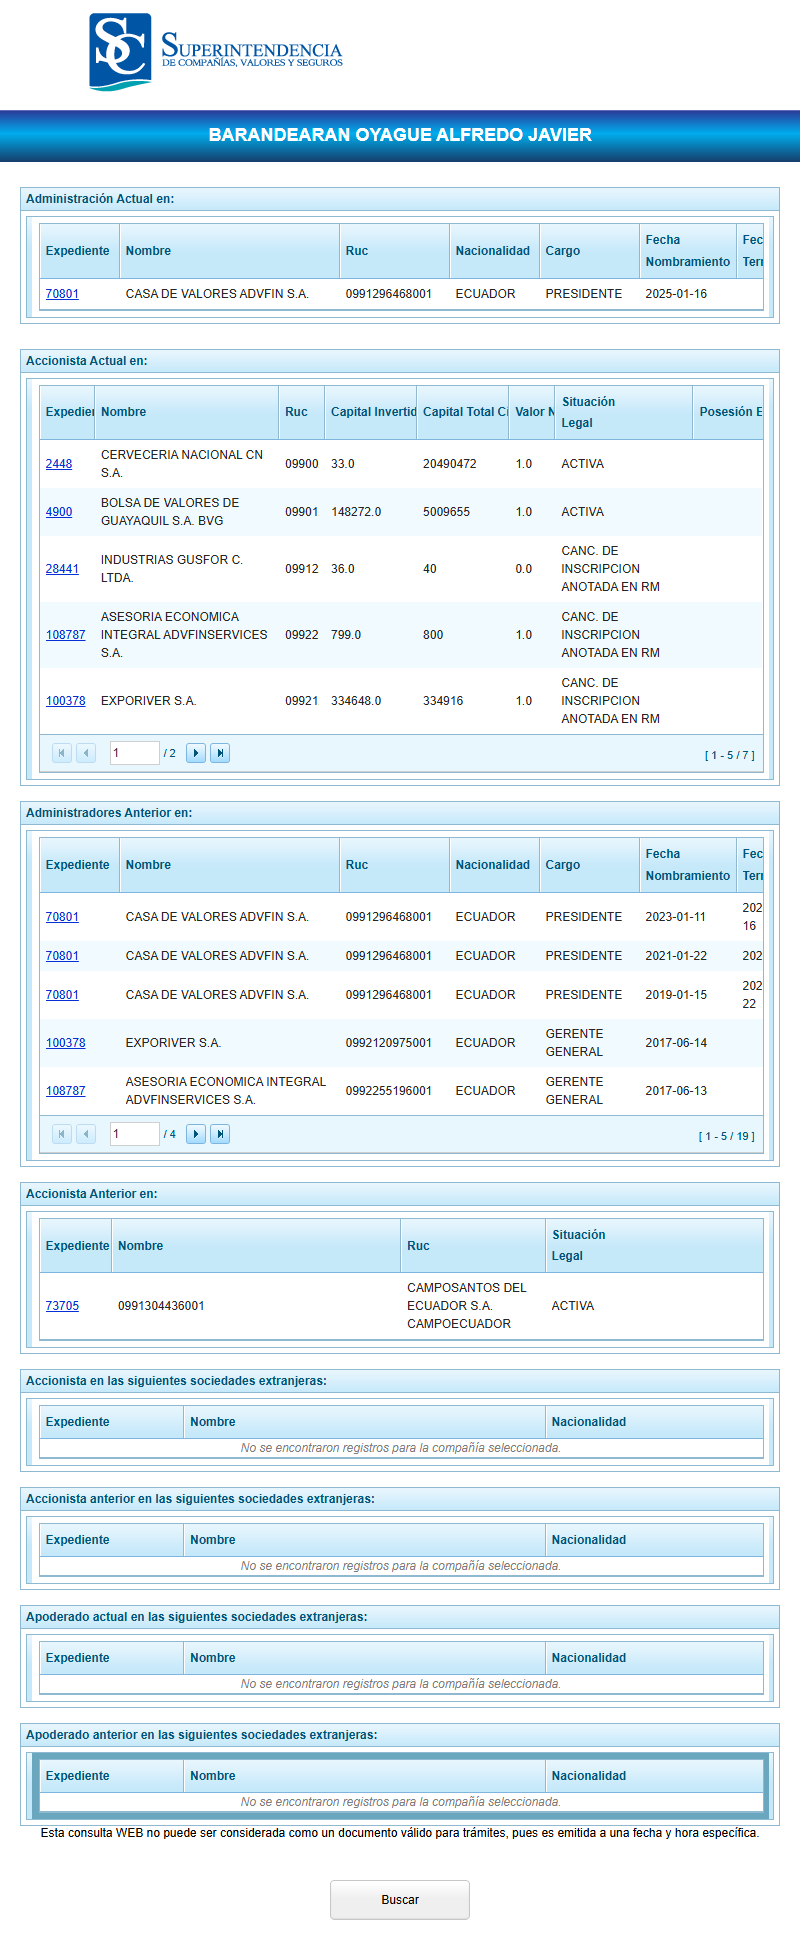 SC SUPERINTENDENCIA
DE COMPAÑÍAS, VALORES Y SEGUROS
BARANDEARAN OYAGUE ALFREDO JAVIER
Administración Actual en:
Expediente Nombre Ruc Nacionalidad Cargo Fecha Nombramiento Fec Terr
70801 CASA DE VALORES ADVFIN S.A. 0991296468001 ECUADOR PRESIDENTE 2025-01-16
Accionista Actual en:
Expedien Nombre Ruc Capital Invertid Capital Total Ci Valor N Situación Legal Posesión E
2448 CERVECERIA NACIONAL CN S.A. 09900 33.0 20490472 1.0 ACTIVA
4900 BOLSA DE VALORES DE GUAYAQUIL S.A. BVG 09901 148272.0 5009655 1.0 ACTIVA
28441 INDUSTRIAS GUSFOR C. LTDA. 09912 36.0 40 0.0 CANC. DE INSCRIPCION ANOTADA EN RM
108787 ASESORIA ECONOMICA INTEGRAL ADVFINSERVICES S.A. 09922 799.0 800 1.0 CANC. DE INSCRIPCION ANOTADA EN RM
100378 EXPORIVER S.A. 09921 334648.0 334916 1.0 CANC. DE INSCRIPCION ANOTADA EN RM
1 / 2 [ 1 - 5 / 7 ]
Administradores Anterior en:
Expediente Nombre Ruc Nacionalidad Cargo Fecha Nombramiento Fec Terr
70801 CASA DE VALORES ADVFIN S.A. 0991296468001 ECUADOR PRESIDENTE 2023-01-11 202 16
70801 CASA DE VALORES ADVFIN S.A. 0991296468001 ECUADOR PRESIDENTE 2021-01-22 202
70801 CASA DE VALORES ADVFIN S.A. 0991296468001 ECUADOR PRESIDENTE 2019-01-15 202 22
100378 EXPORIVER S.A. 0992120975001 ECUADOR GERENTE GENERAL 2017-06-14
108787 ASESORIA ECONOMICA INTEGRAL ADVFINSERVICES S.A. 0992255196001 ECUADOR GERENTE GENERAL 2017-06-13
1 / 4 [ 1 - 5 / 19 ]
Accionista Anterior en:
Expediente Nombre Ruc Situación Legal
73705 0991304436001 CAMPOSANTOS DEL ECUADOR S.A. CAMPOECUADOR ACTIVA
Accionista en las siguientes sociedades extranjeras:
Expediente Nombre Nacionalidad
No se encontraron registros para la compañía seleccionada.
Accionista anterior en las siguientes sociedades extranjeras:
Expediente Nombre Nacionalidad
No se encontraron registros para la compañía seleccionada.
Apoderado actual en las siguientes sociedades extranjeras:
Expediente Nombre Nacionalidad
No se encontraron registros para la compañía seleccionada.
Apoderado anterior en las siguientes sociedades extranjeras:
Expediente Nombre Nacionalidad
No se encontraron registros para la compañía seleccionada.
Esta consulta WEB no puede ser considerada como un documento válido para trámites, pues es emitida a una fecha y hora específica.
Buscar